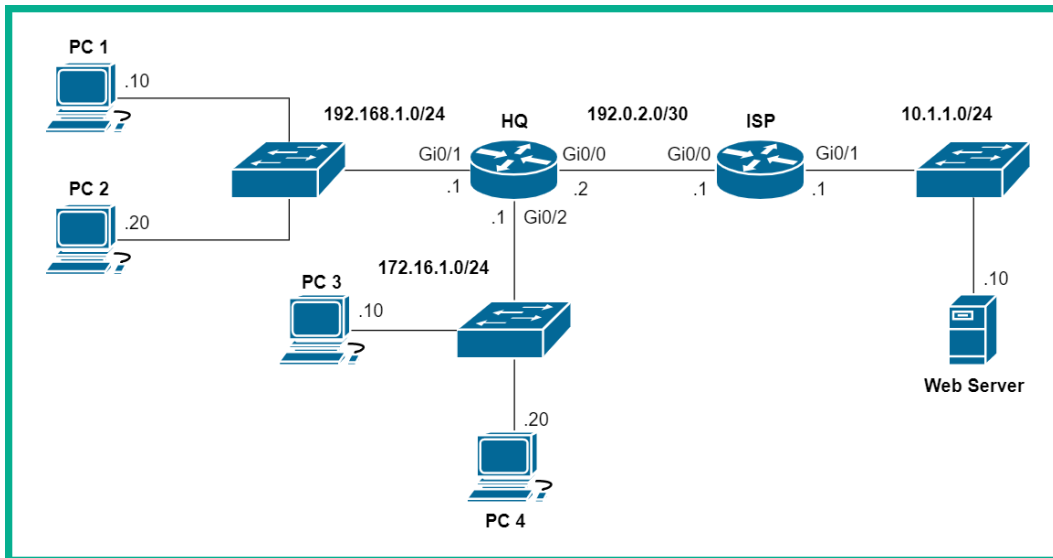 PC 1
.10
192.168.1.0/24
HQ
192.0.2.0/30
ISP
10.1.1.0/24
Gi0/1
Gi0/0
Gi0/0
Gi0/1
.1
.2
.1
.1
PC 2
.20
.1
Gi0/2
172.16.1.0/24
PC 3
.10
.10
Web Server
.20
PC 4